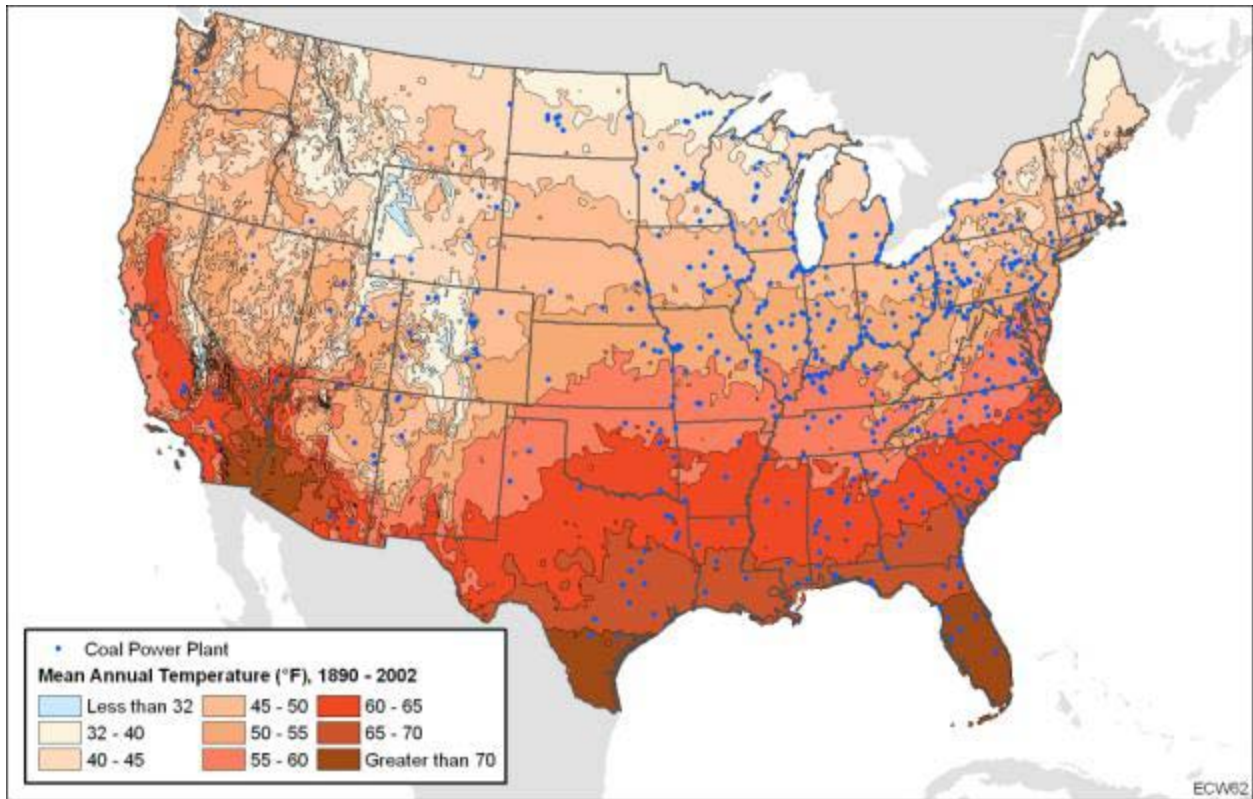 Coal Power Plant
Mean Annual Temperature (°F), 1890 - 2002
Less than 32 45 - 50 60 - 65
32 - 40 50 - 55 65 - 70
40 - 45 55 - 60 Greater than 70
ECW62